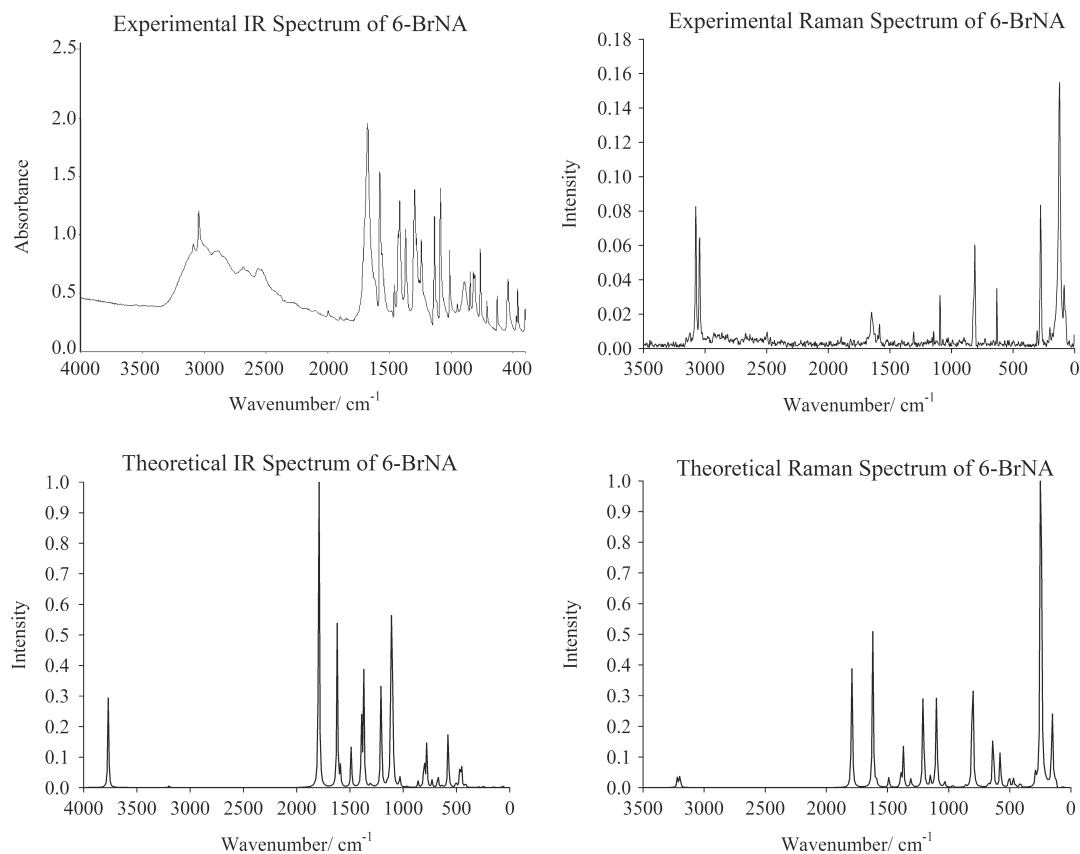 Experimental IR Spectrum of 6-BrNA
2.5
2.0
1.5
1.0
0.5
0.0
Absorbance
4000 3000 2500 2000 1500 1000 400
Wavenumber/ cm-1
Experimental Raman Spectrum of 6-BrNA
0.18
0.16
0.14
0.12
0.10
0.08
0.06
0.04
0.02
0.00
Intensity
3500 3000 2000 1000 500 0
Wavenumber/ cm-1
Theoretical IR Spectrum of 6-BrNA
1.0
0.9
0.8
0.7
0.6
0.5
0.4
0.3
0.2
0.1
0.0
Intensity
4000 3500 3000 2500 2000 1500 1000 500 0
Wavenumber/ cm-1
Theoretical Raman Spectrum of 6-BrNA
1.0
0.9
0.8
0.7
0.6
0.5
0.4
0.3
0.2
0.1
0.0
Intensity
3500 3000 2500 2000 1500 1000 500 0
Wavenumber/ cm-1